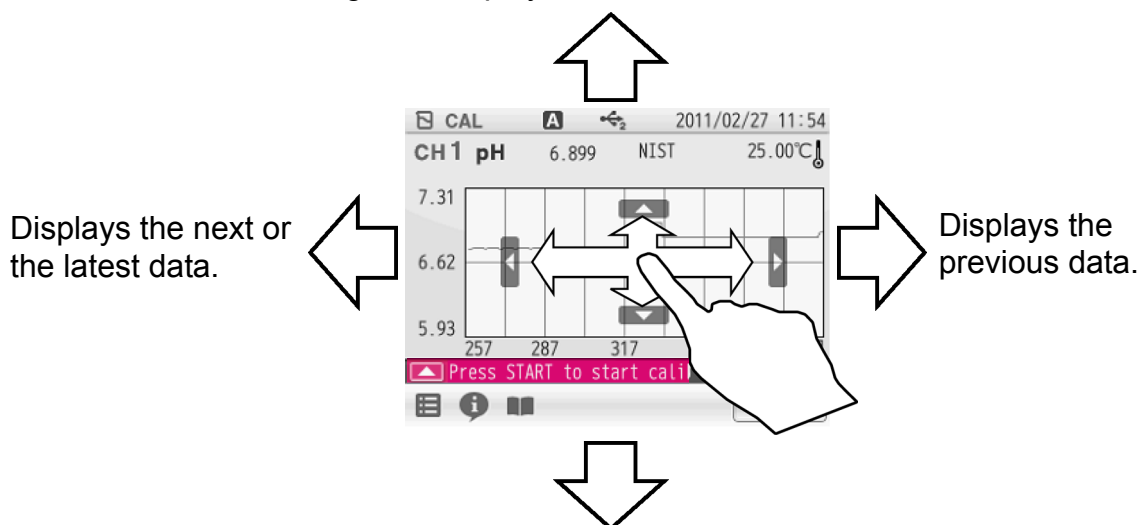 CAL A 2 2011/02/27 11:54
CH1 pH 6.899 NIST 25.00℃
7.31
Displays the next or
the latest data.
Displays the
previous data.
6.62
5.93
257 287 317
Press START to start cali